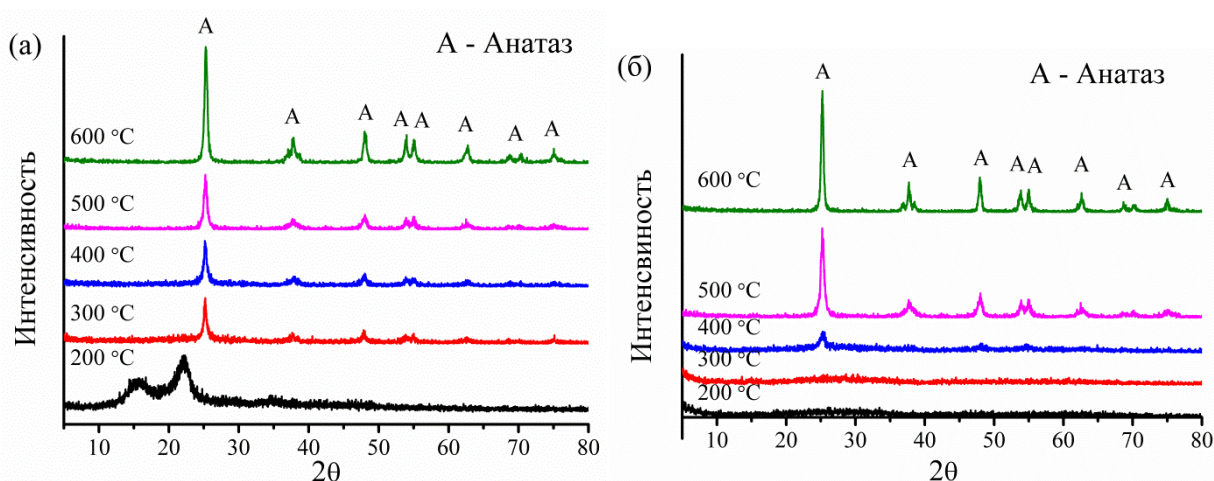 (а)
А - Анатаз
A
A
A
A
A
A
A
A
600 °C
500 °C
400 °C
300 °C
200 °C
Интенсивность
10
20
30
40
50
60
70
80
2θ
(б)
А - Анатаз
A
A
A
A
A
A
A
A
600 °C
500 °C
400 °C
300 °C
200 °C
Интенсвиность
10
20
30
40
50
60
70
80
2θ